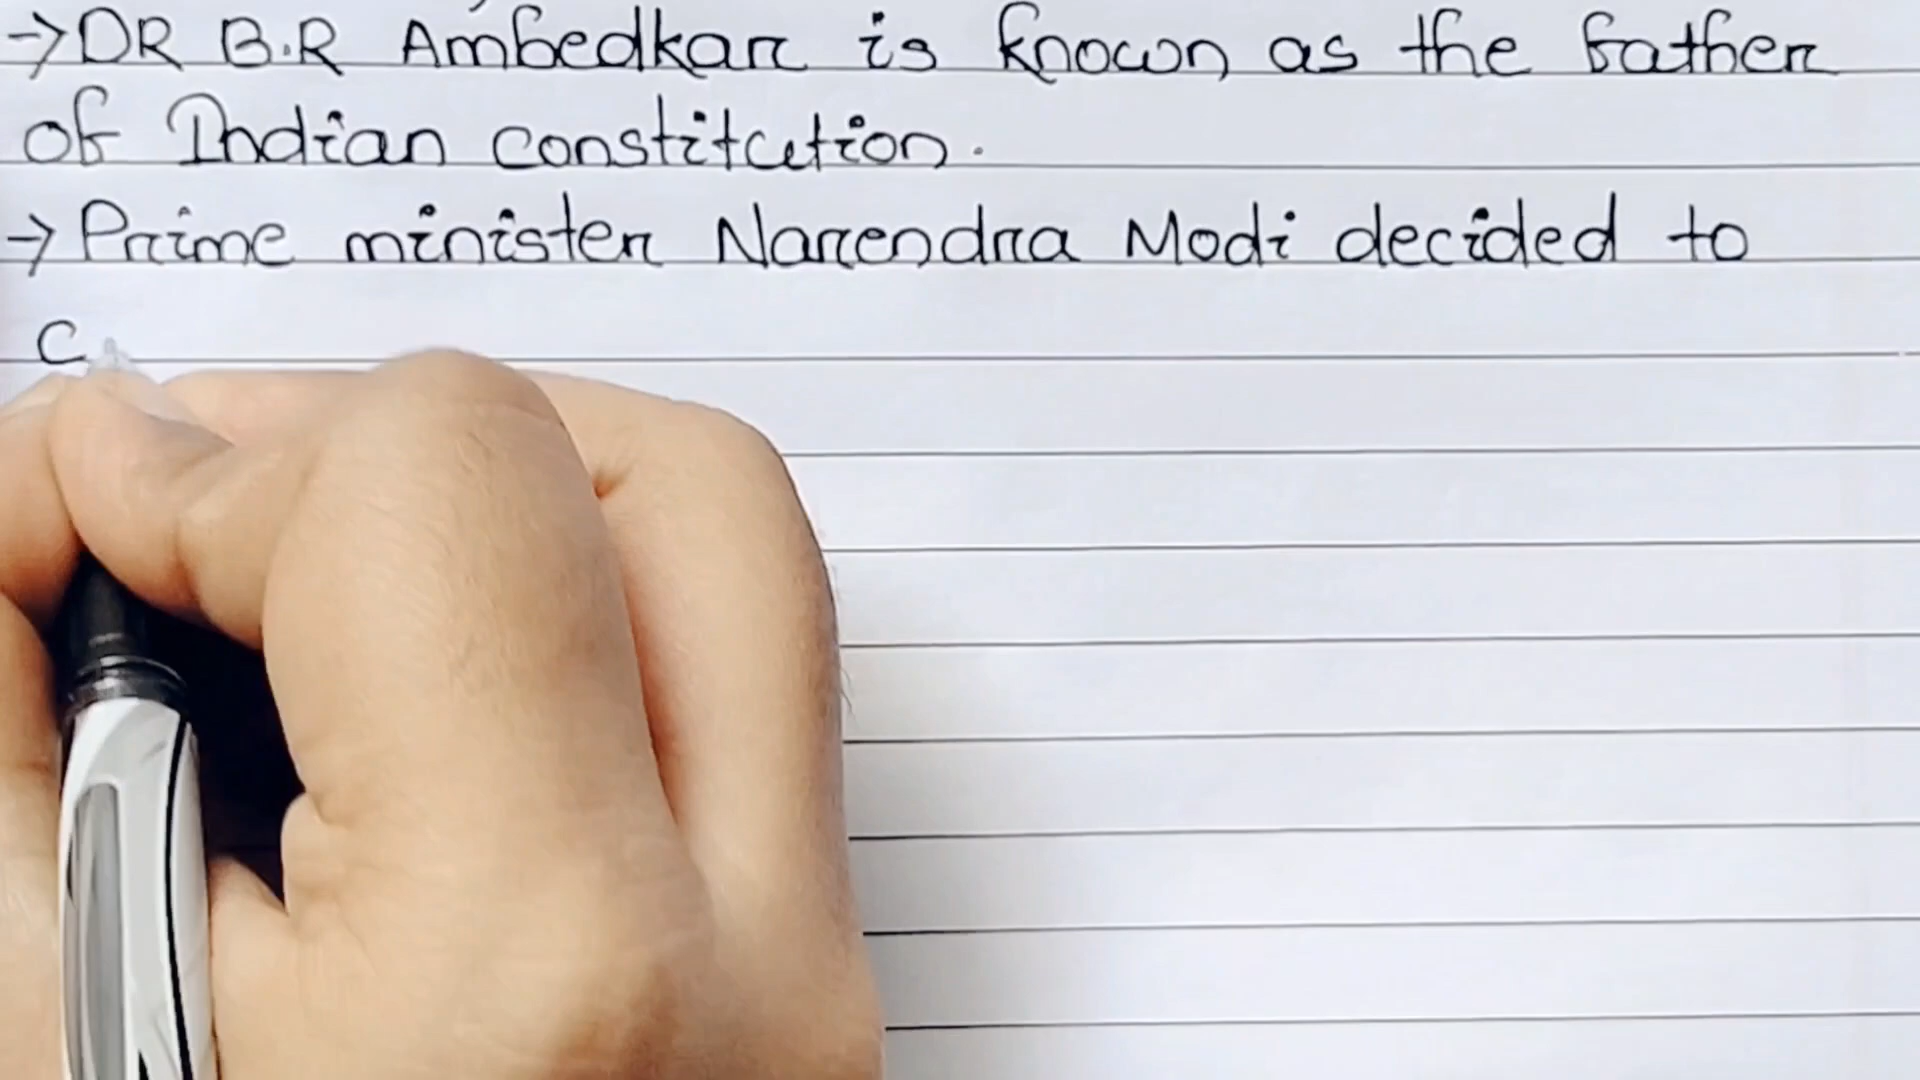 →DR B.R Ambedkar is known as the father
of Indian constitution.
→Prime minister Narendra Modi decided to
c